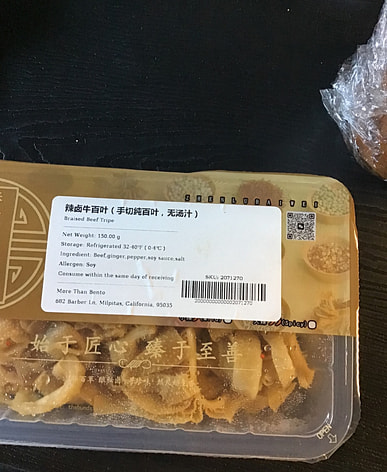 ZHENLUBAIWEI
辣卤牛百叶（手切纯百叶，无汤汁）
Braised Beef Tripe
Net Weight: 150.00 g
Storage: Refrigerated 32-40°F (0-4°C)
Ingredient: Beef,ginger,pepper,soy sauce,salt
Allergen: Soy
Consume within the same day of receiving
SKU: 2071270
More Than Bento
682 Barber Ln, Milpitas, California, 95035
(Spicy)
始于匠心 臻于至善
OPEN